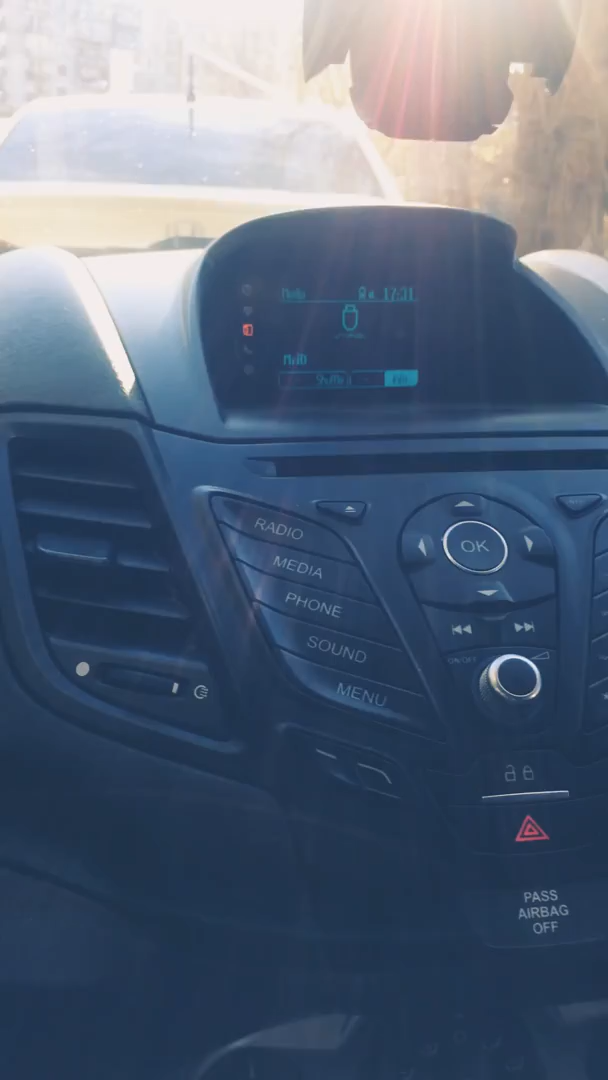 17:31
RADIO
MEDIA
PHONE
SOUND
MENU
OK
ON/OFF
PASS
AIRBAG
OFF